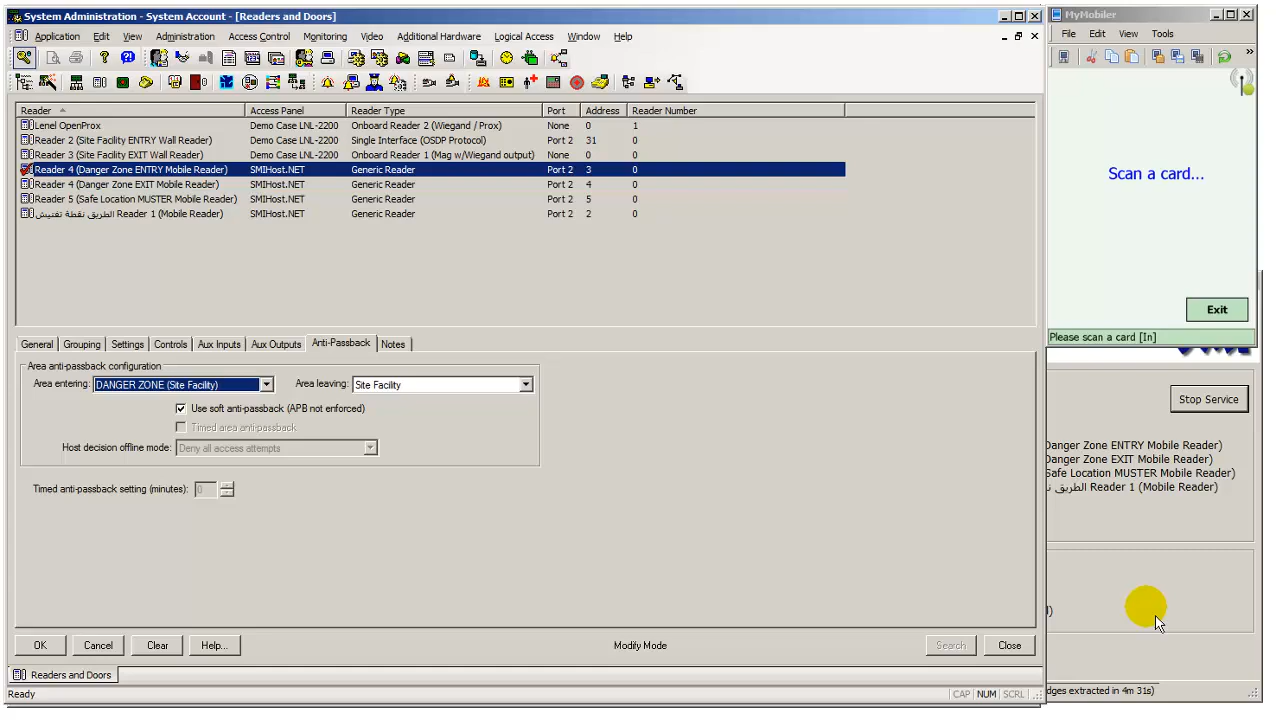 System Administration - System Account - [Readers and Doors]
Application Edit View Administration Access Control Monitoring Video Additional Hardware Logical Access Window Help
Reader Access Panel Reader Type Port Address Reader Number
Lenel OpenProx Demo Case LNL-2200 Onboard Reader 2 (Wiegand / Prox) None 0 1
Reader 2 (Site Facility ENTRY Wall Reader) Demo Case LNL-2200 Single Interface (OSDP Protocol) Port 2 31 0
Reader 3 (Site Facility EXIT Wall Reader) Demo Case LNL-2200 Onboard Reader 1 (Mag w/Wiegand output) None 0 0
Reader 4 (Danger Zone ENTRY Mobile Reader) SMIHost.NET Generic Reader Port 2 3 0
Reader 4 (Danger Zone EXIT Mobile Reader) SMIHost.NET Generic Reader Port 2 4 0
Reader 5 (Safe Location MUSTER Mobile Reader) SMIHost.NET Generic Reader Port 2 5 0
الطريق نقطة تفتيش Reader 1 (Mobile Reader) SMIHost.NET Generic Reader Port 2 2 0
General Grouping Settings Controls Aux Inputs Aux Outputs Anti-Passback Notes
Area anti-passback configuration
Area entering: DANGER ZONE (Site Facility) Area leaving: Site Facility
Use soft anti-passback (APB not enforced)
Timed area anti-passback
Host decision offline mode: Deny all access attempts
Timed anti-passback setting (minutes): 0
OK Cancel Clear Help... Modify Mode Search Close
Readers and Doors
Ready CAP NUM SCRL
MyMobiler
File Edit View Tools
Scan a card...
Exit
Please scan a card [In]
Stop Service
Danger Zone ENTRY Mobile Reader)
Danger Zone EXIT Mobile Reader)
Safe Location MUSTER Mobile Reader)
الطريق Reader 1 (Mobile Reader)
dges extracted in 4m 31s)